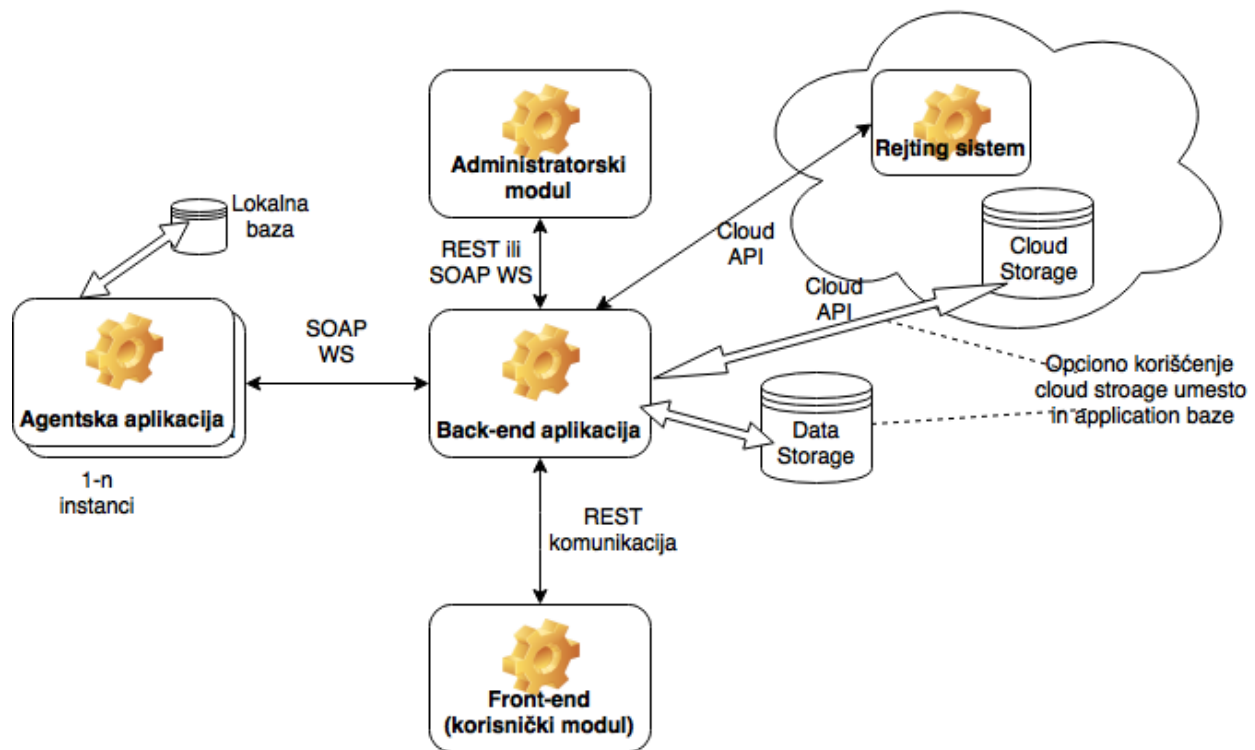 Administratorski
modul
Rejting sistem
Lokalna
baza
REST ili
SOAP WS
Cloud
API
Cloud
Storage
Cloud
API
SOAP
WS
Agentska aplikacija
Back-end aplikacija
Data
Storage
Opciono korišćenje
cloud stroage umesto
in application baze
1-n
instanci
REST
komunikacija
Front-end
(korisnički modul)